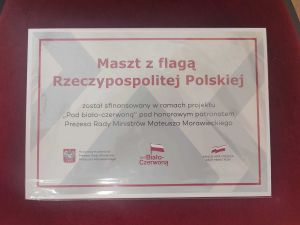 Maszt z flagą
Rzeczypospolitej Polskiej
został sfinansowany w ramach projektu
„Pod biało-czerwoną” pod honorowym patronatem
Prezesa Rady Ministrów Mateusza Morawieckiego
Biało-
Czerwoną